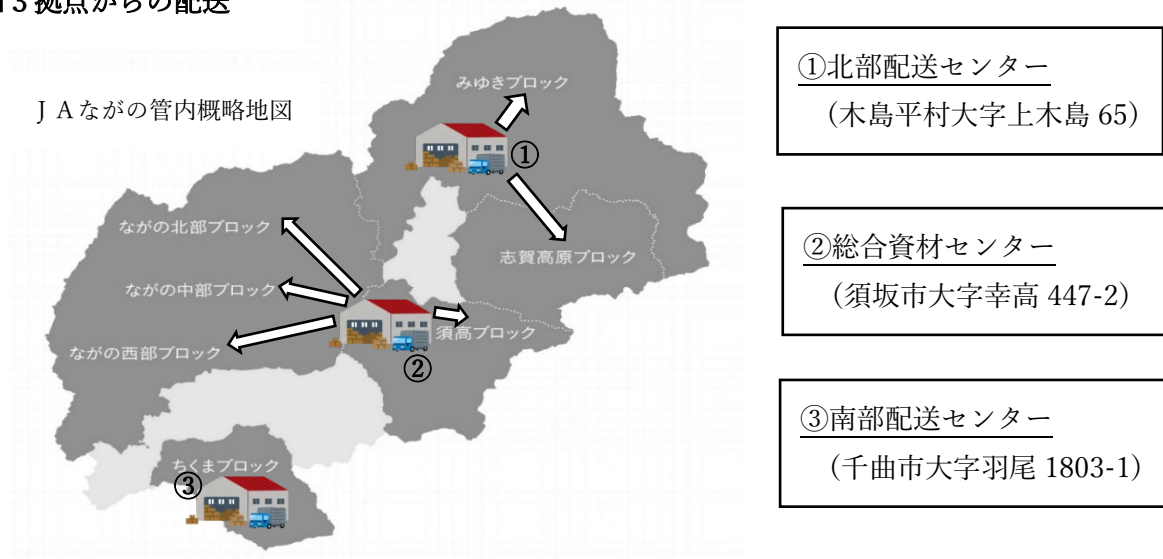 3拠点からの配送
ＪＡながの管内概略地図
みゆきブロック
①
ながの北部ブロック
志賀高原ブロック
ながの中部ブロック
須高ブロック
ながの西部ブロック
②
ちくまブロック
③
①北部配送センター
（木島平村大字上木島 65）
②総合資材センター
（須坂市大字幸高 447-2）
③南部配送センター
（千曲市大字羽尾 1803-1）